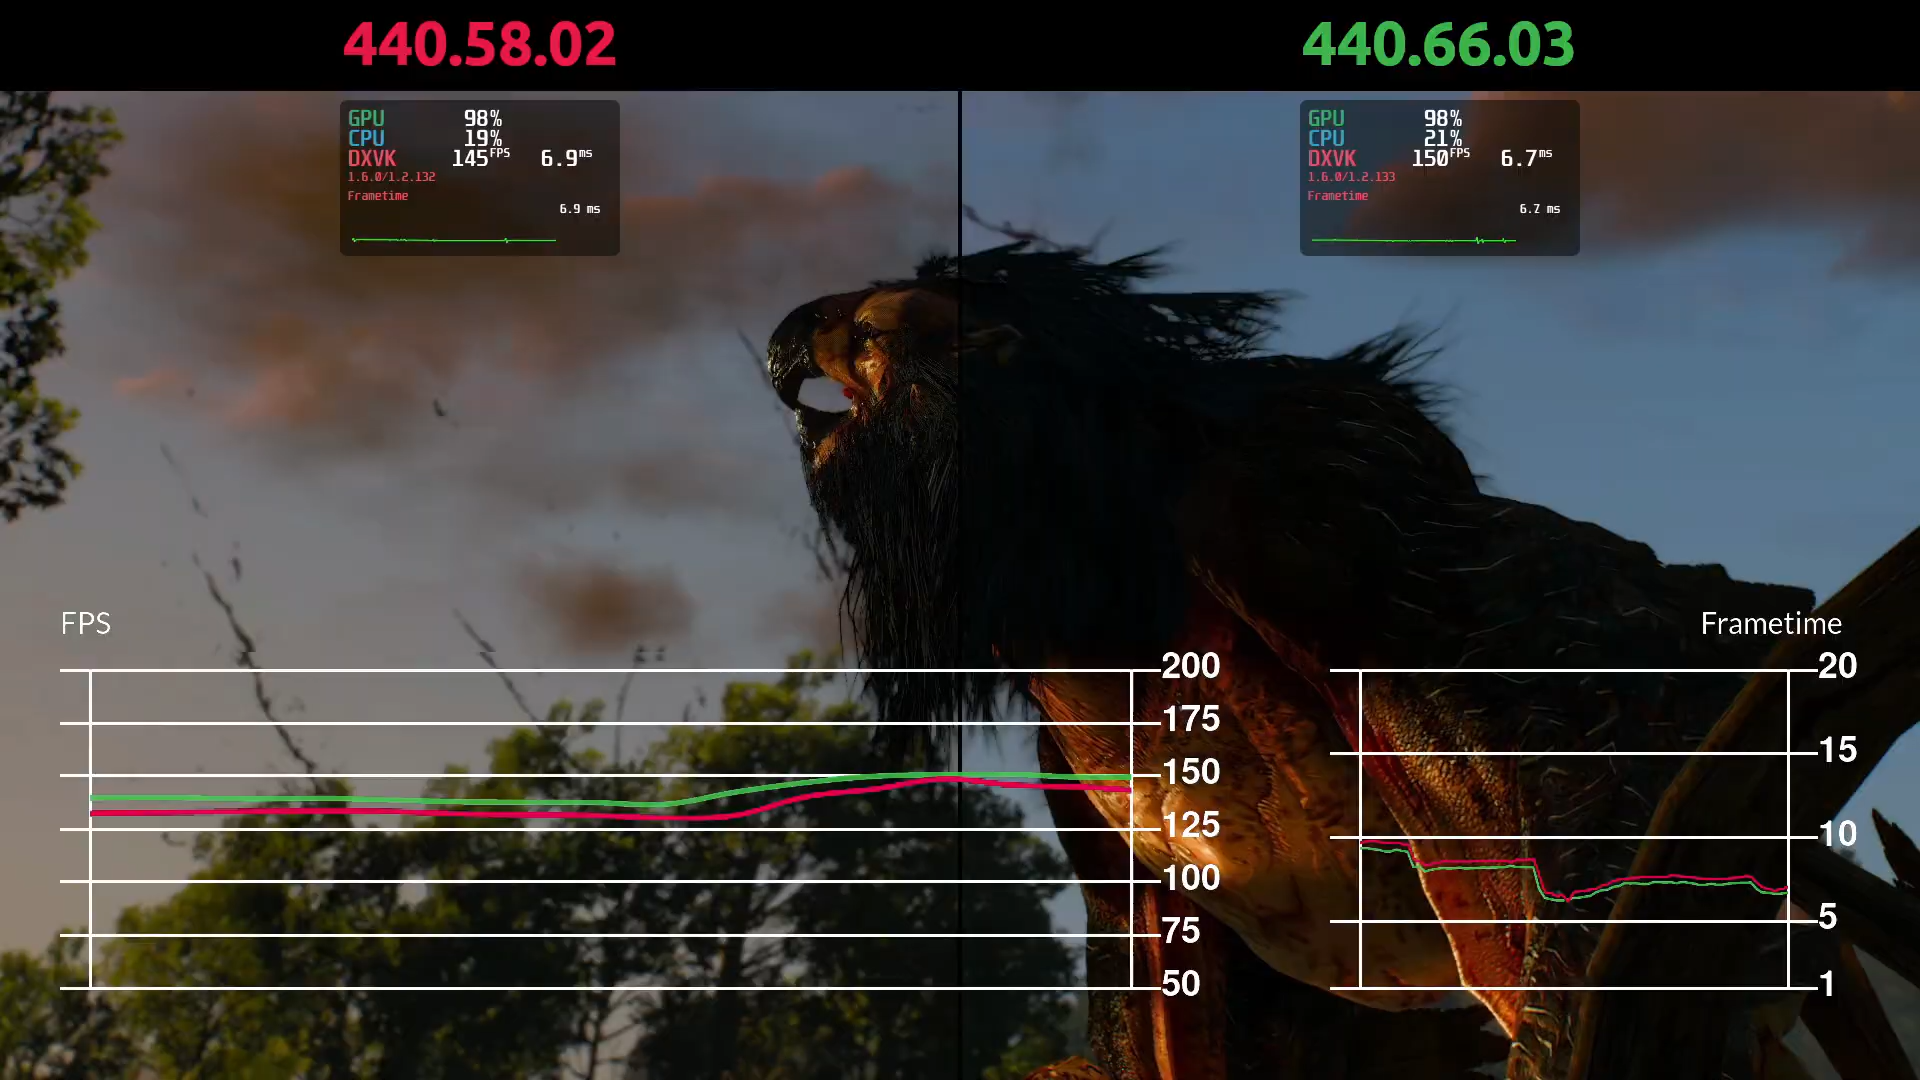 440.58.02
440.66.03
GPU 98%
CPU 19%
DXVK 145FPS 6.9ms
1.6.0/1.2.132
Frametime
6.9 ms
GPU 98%
CPU 21%
DXVK 150FPS 6.7ms
1.6.0/1.2.133
Frametime
6.7 ms
FPS
200
175
150
125
100
75
50
Frametime
20
15
10
5
1